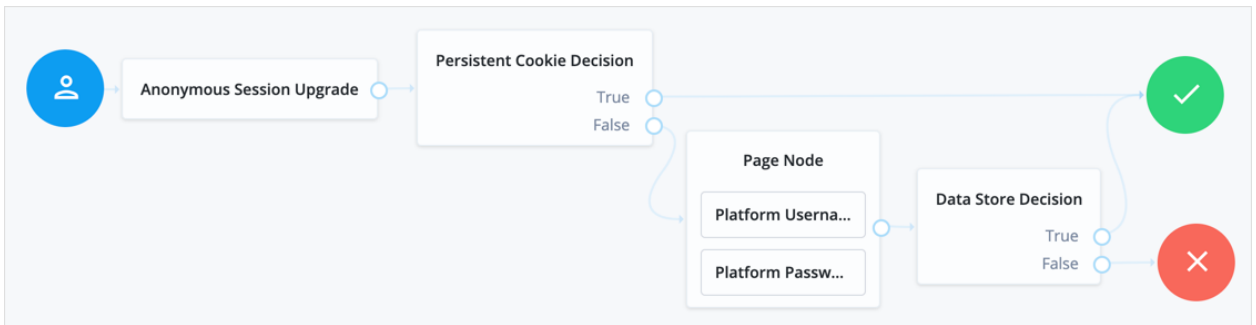 Anonymous Session Upgrade
Persistent Cookie Decision
True
False
Page Node
Platform Userna...
Platform Passw...
Data Store Decision
True
False